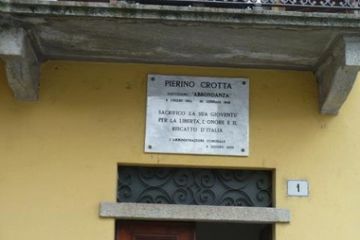 PIERINO CROTTA
ABBONDANZA
SACRIFICÒ LA SUA GIOVENTÙ
PER LA LIBERTÀ, L'ONORE E IL
RISCATTO D'ITALIA
L'AMMINISTRAZIONE COMUNALE
1